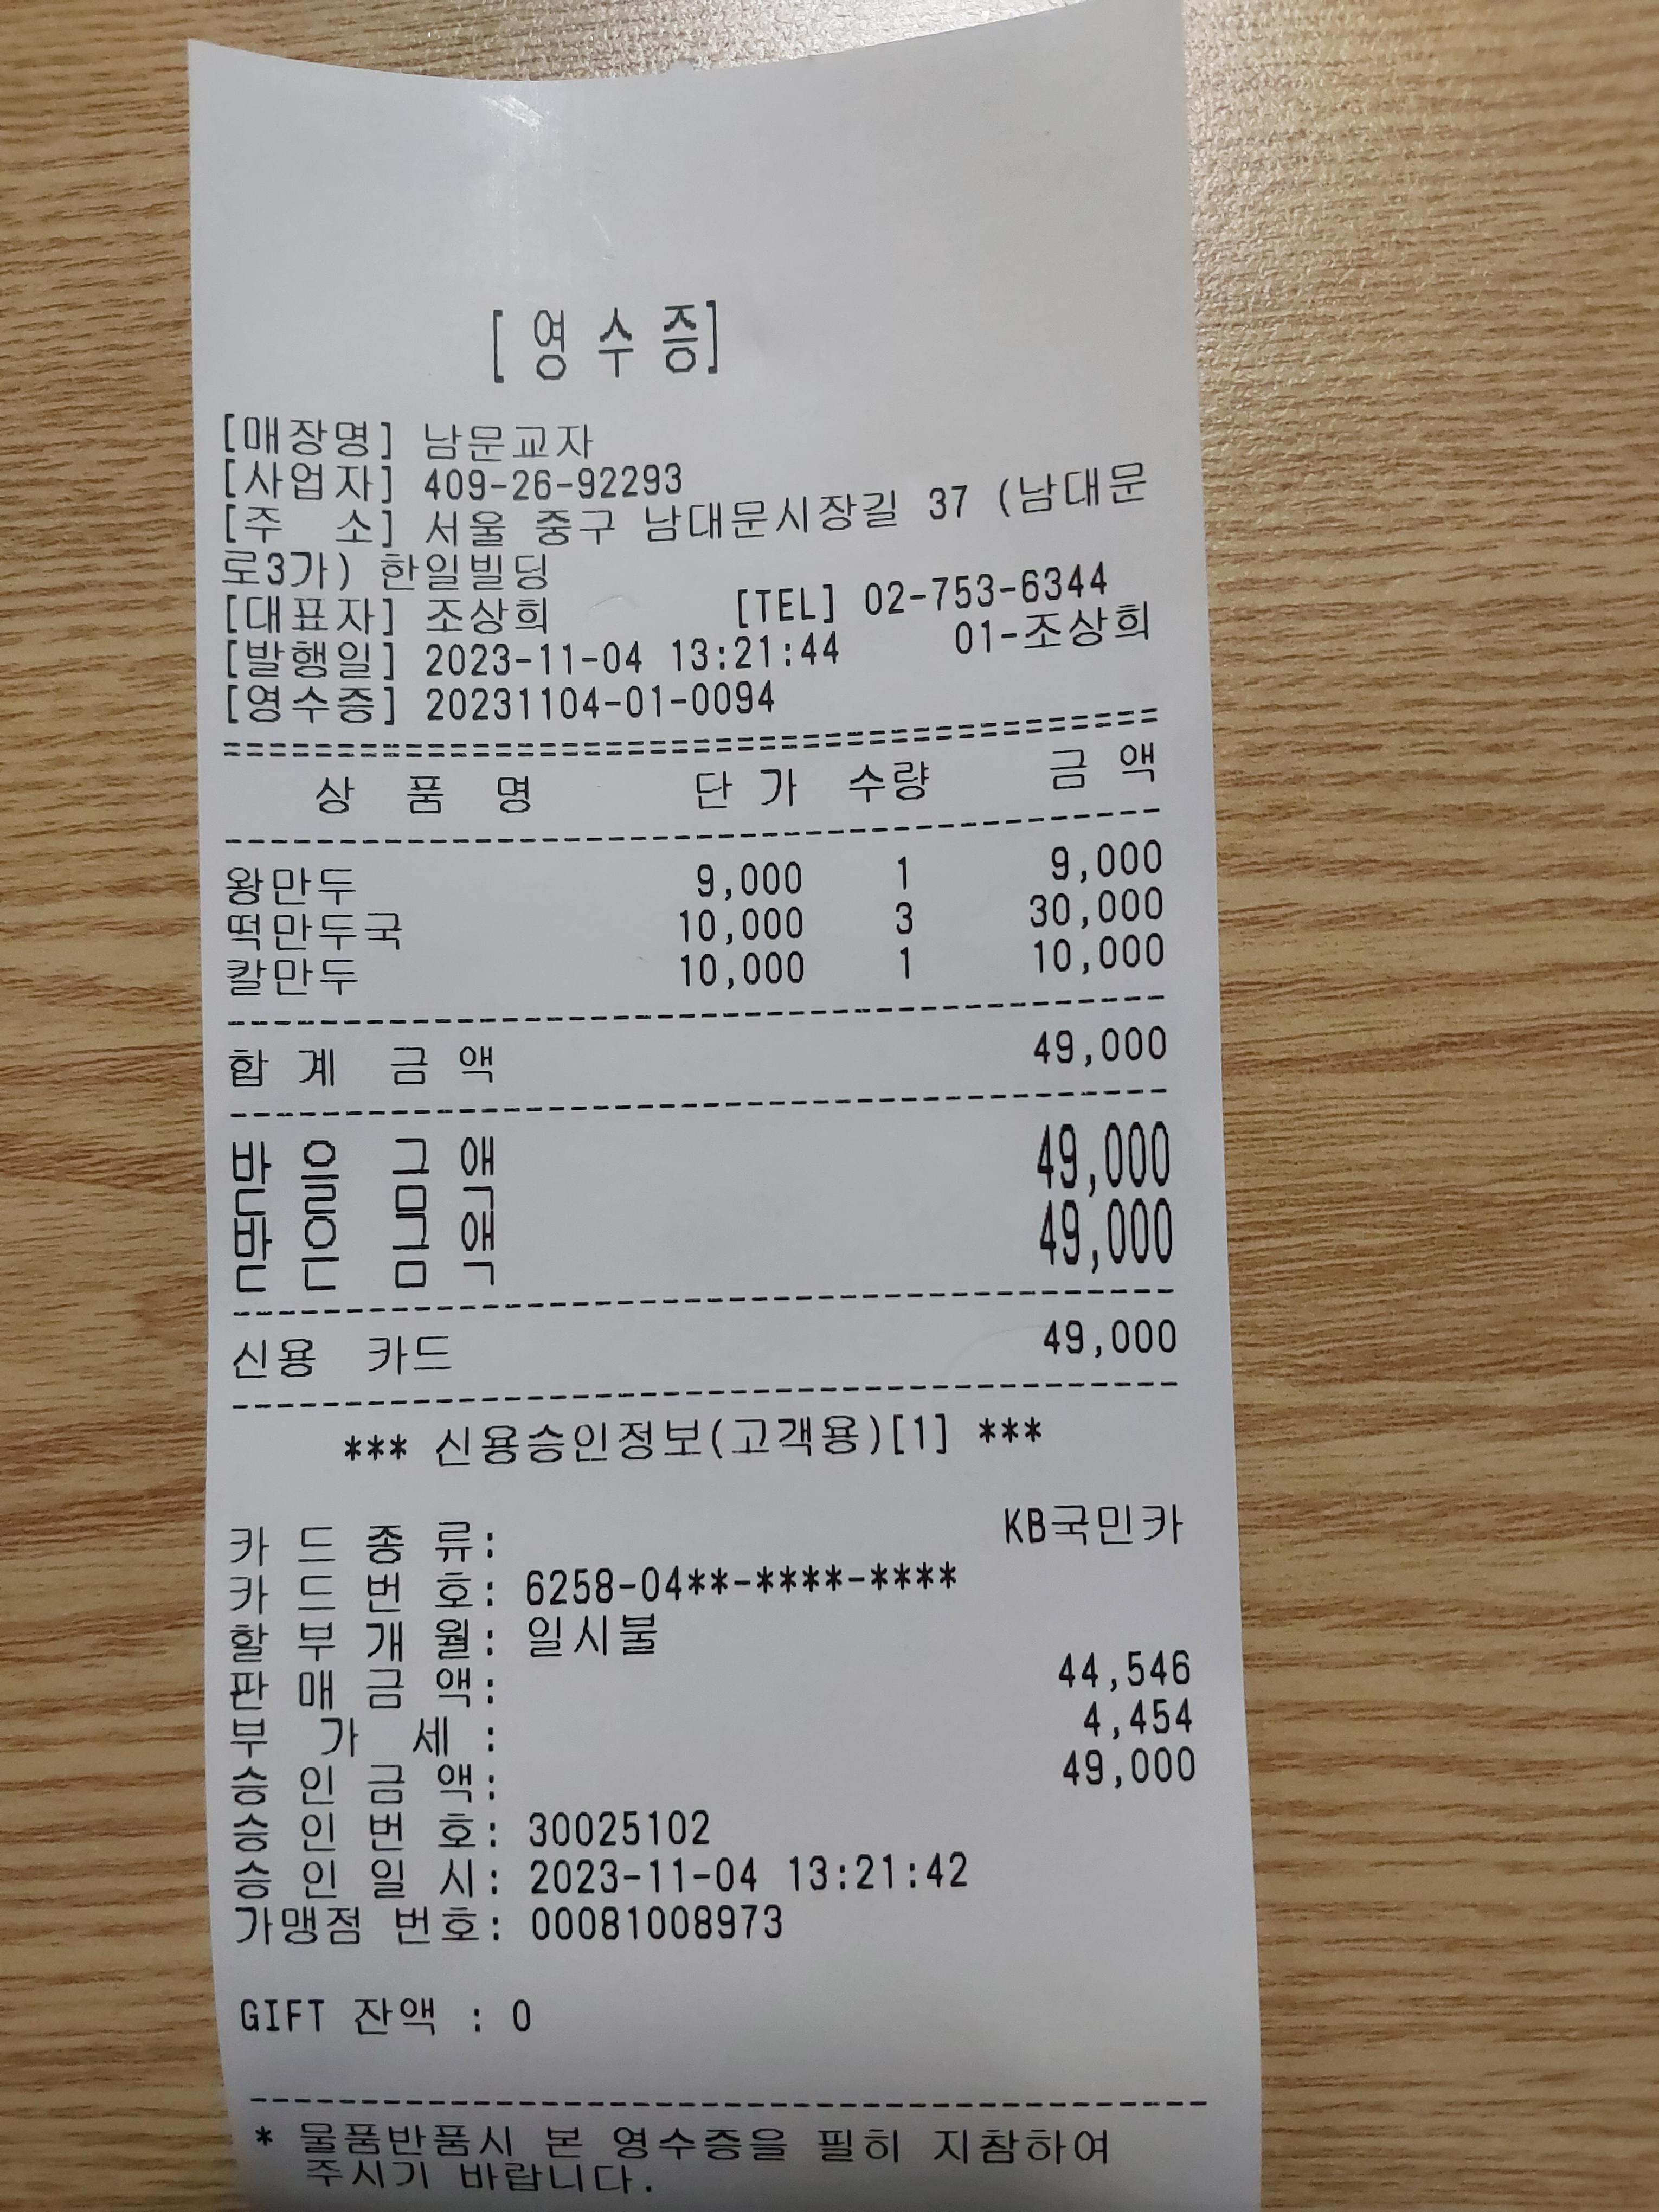 [ 영 수 증]
[매장명] 남문교자
[사업자] 409-26-92293
[주 소] 서울 중구 남대문시장길 37 (남대문
로3가) 한일빌딩
[대표자] 조상희 [TEL] 02-753-6344
[발행일] 2023-11-04 13:21:44 01-조상희
[영수증] 20231104-01-0094
========================================
상 품 명 단 가 수량 금 액
----------------------------------------
왕만두 9,000 1 9,000
떡만두국 10,000 3 30,000
칼만두 10,000 1 10,000
----------------------------------------
합 계 금 액 49,000
----------------------------------------
받 을 금 액 49,000
받 은 금 액 49,000
----------------------------------------
신용 카드 49,000
----------------------------------------
*** 신용승인정보(고객용)[1] ***
카 드 종 류: KB국민카
카 드 번 호: 6258-04**-****-****
할 부 개 월: 일시불
판 매 금 액: 44,546
부 가 세 : 4,454
승 인 금 액: 49,000
승 인 번 호: 30025102
승 인 일 시: 2023-11-04 13:21:42
가맹점 번호: 00081008973
GIFT 잔액 : 0
----------------------------------------
* 물품반품시 본 영수증을 필히 지참하여
주시기 바랍니다.